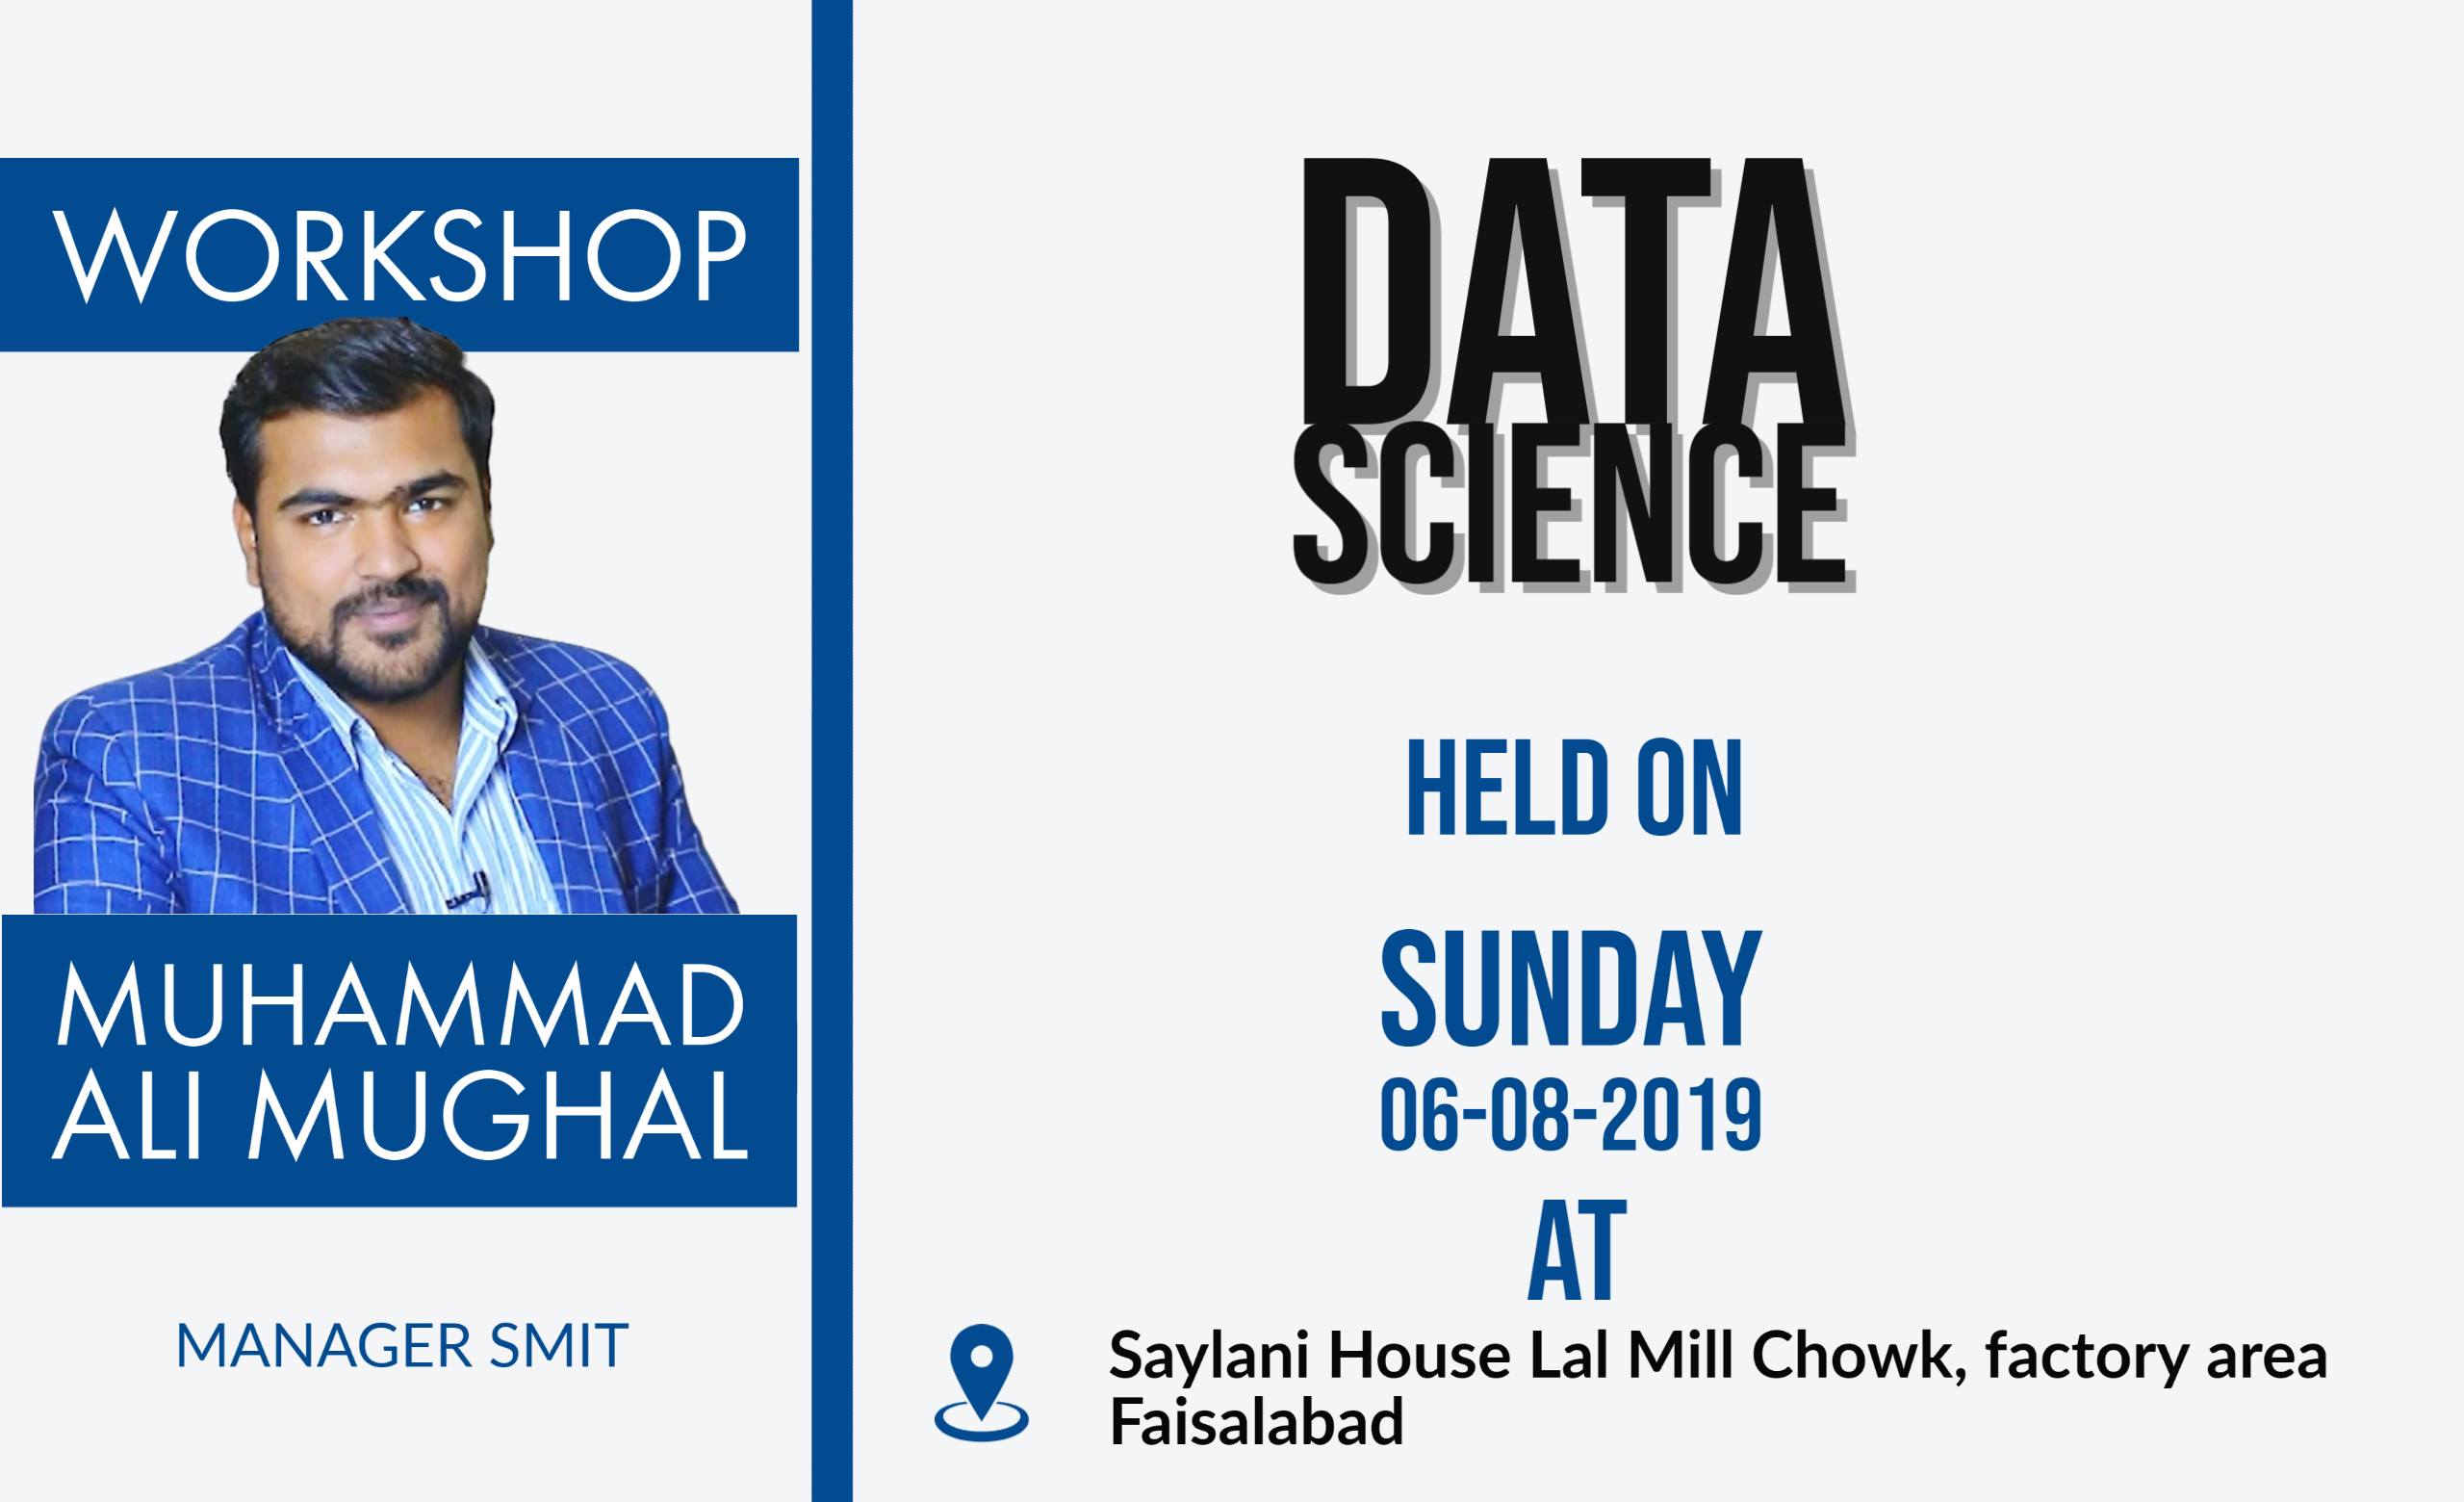 WORKSHOP
MUHAMMAD
ALI MUGHAL
MANAGER SMIT
DATA
SCIENCE
HELD ON
SUNDAY
06-08-2019
AT
Saylani House Lal Mill Chowk, factory area
Faisalabad